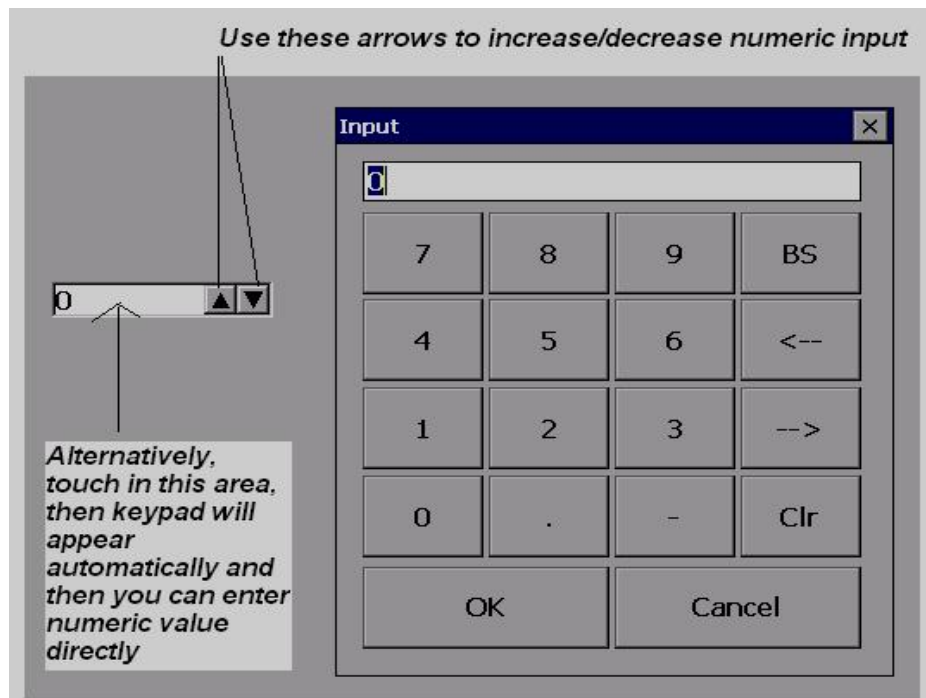 Use these arrows to increase/decrease numeric input
Input
0
7 8 9 BS
4 5 6 <--
1 2 3 -->
0 . - Clr
OK Cancel
0
Alternatively,
touch in this area,
then keypad will
appear
automatically and
then you can enter
numeric value
directly